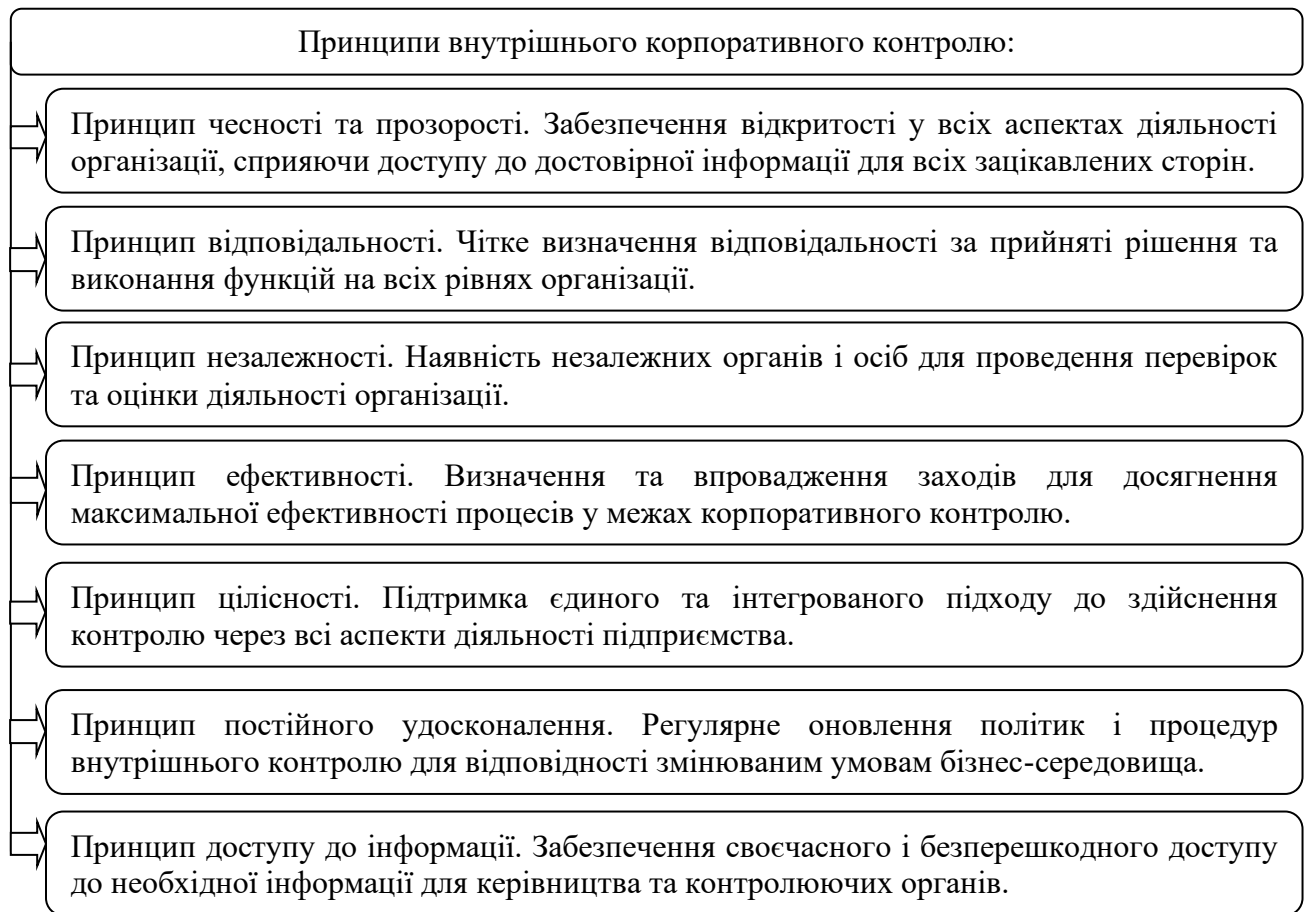 Принципи внутрішнього корпоративного контролю:
Принцип чесності та прозорості. Забезпечення відкритості у всіх аспектах діяльності
організації, сприяючи доступу до достовірної інформації для всіх зацікавлених сторін.
Принцип відповідальності. Чітке визначення відповідальності за прийняті рішення та
виконання функцій на всіх рівнях організації.
Принцип незалежності. Наявність незалежних органів і осіб для проведення перевірок
та оцінки діяльності організації.
Принцип ефективності. Визначення та впровадження заходів для досягнення
максимальної ефективності процесів у межах корпоративного контролю.
Принцип цілісності. Підтримка єдиного та інтегрованого підходу до здійснення
контролю через всі аспекти діяльності підприємства.
Принцип постійного удосконалення. Регулярне оновлення політик і процедур
внутрішнього контролю для відповідності змінюваним умовам бізнес-середовища.
Принцип доступу до інформації. Забезпечення своєчасного і безперешкодного доступу
до необхідної інформації для керівництва та контролюючих органів.